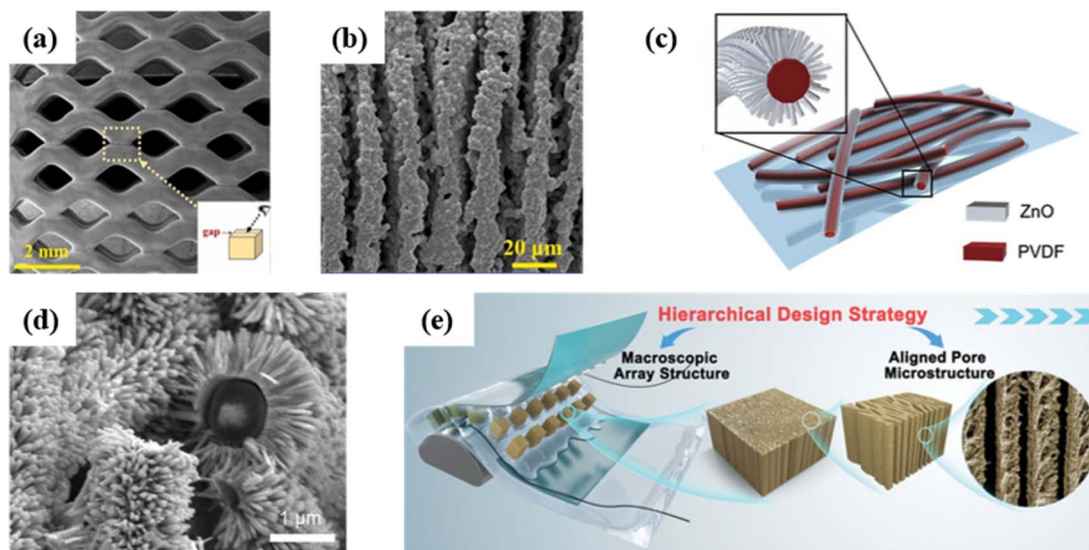 (a)
gap
2 mm
(b)
20 μm
(c)
ZnO
PVDF
(d)
1 μm
(e)
Hierarchical Design Strategy
Macroscopic
Array Structure
Aligned Pore
Microstructure